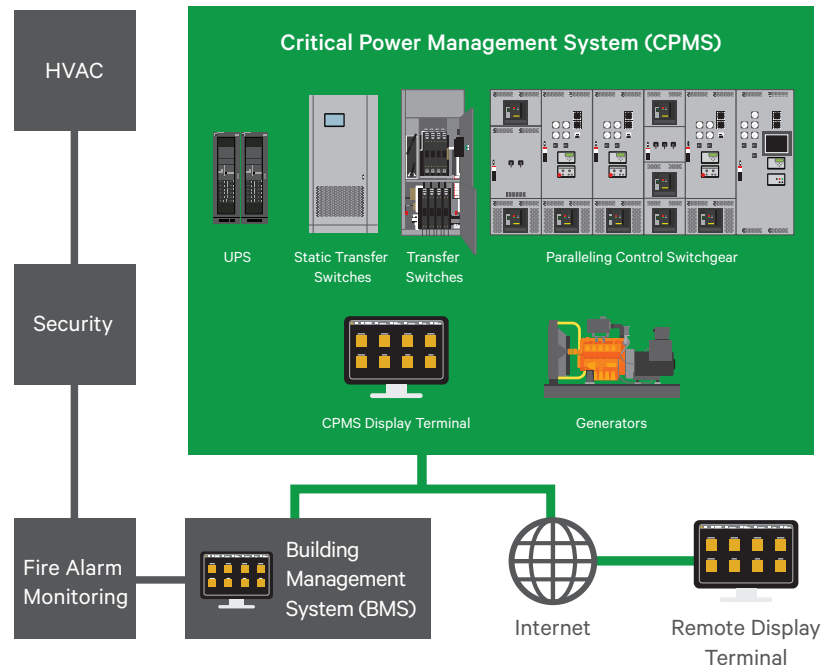 HVAC
Critical Power Management System (CPMS)
UPS
Static Transfer
Switches
Transfer
Switches
Paralleling Control Switchgear
Security
CPMS Display Terminal
Generators
Fire Alarm
Monitoring
Building
Management
System (BMS)
Internet
Remote Display
Terminal